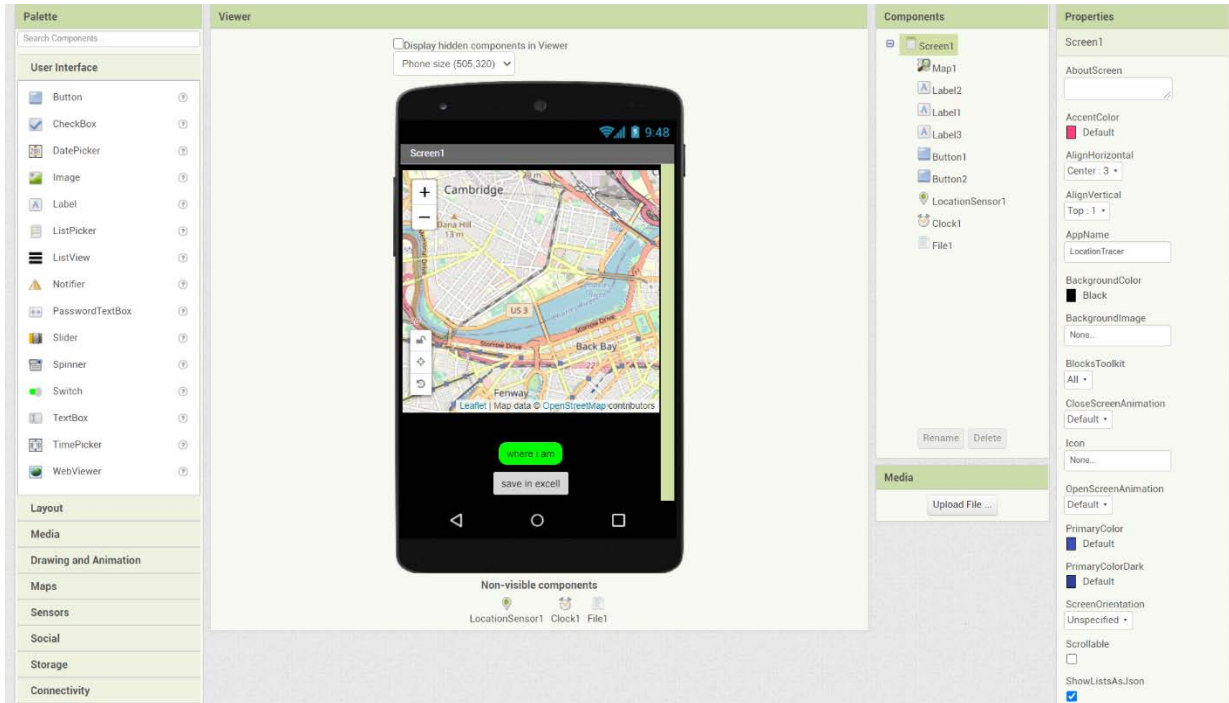 Palette
Search Components
User Interface
Button
CheckBox
DatePicker
Image
Label
ListPicker
ListView
Notifier
PasswordTextBox
Slider
Spinner
Switch
TextBox
TimePicker
WebViewer
Layout
Media
Drawing and Animation
Maps
Sensors
Social
Storage
Connectivity
Viewer
Display hidden components in Viewer
Phone size (505,320)
9:48
Screen1
+
Cambridge
−
Dana Hill
13 m
US 3
Storrow Drive
Storrow Drive
Back Bay
Fenway
Leaflet | Map data © OpenStreetMap contributors
where i am
save in excell
Non-visible components
LocationSensor1 Clock1 File1
Components
Screen1
Map1
Label2
Label1
Label3
Button1
Button2
LocationSensor1
Clock1
File1
Rename Delete
Media
Upload File ...
Properties
Screen1
AboutScreen
AccentColor
Default
AlignHorizontal
Center : 3
AlignVertical
Top : 1
AppName
LocationTracer
BackgroundColor
Black
BackgroundImage
None...
BlocksToolkit
All
CloseScreenAnimation
Default
Icon
None...
OpenScreenAnimation
Default
PrimaryColor
Default
PrimaryColorDark
Default
ScreenOrientation
Unspecified
Scrollable
ShowListsAsJson